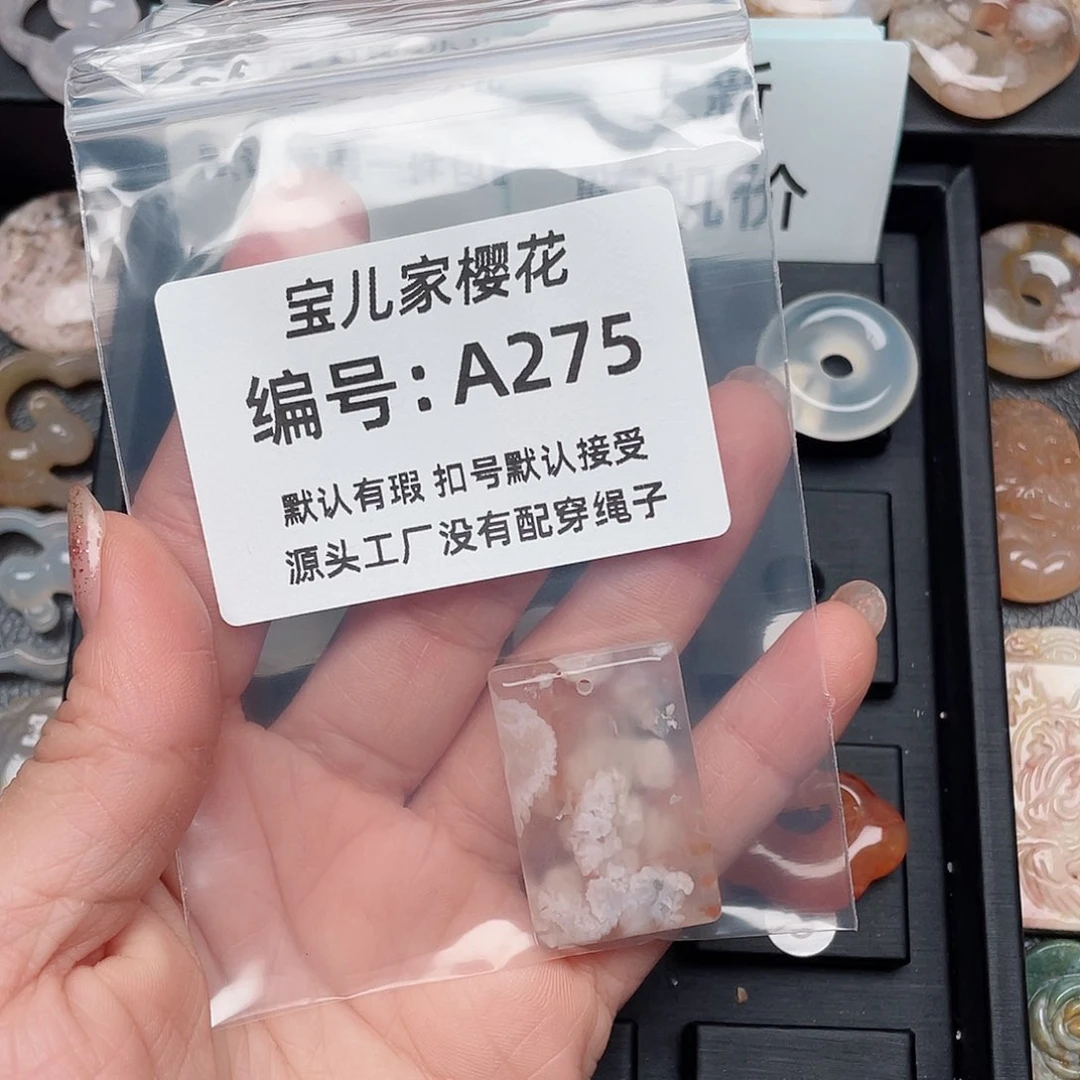 宝儿家樱花
编号：A275
默认有瑕 扣号默认接受
源头工厂没有配穿绳子